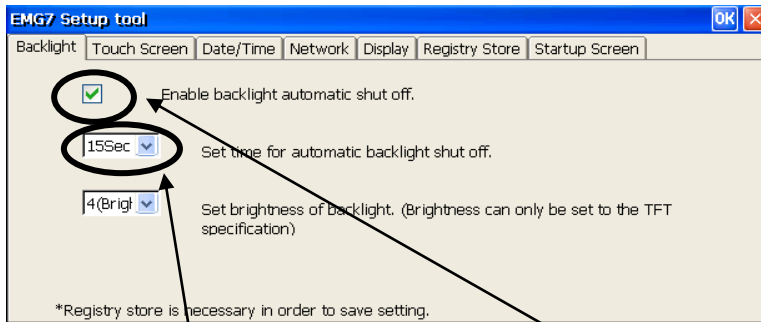 EMG7 Setup tool OK
Backlight Touch Screen Date/Time Network Display Registry Store Startup Screen
Enable backlight automatic shut off.
15Sec Set time for automatic backlight shut off.
4(Brigh Set brightness of backlight. (Brightness can only be set to the TFT
specification)
*Registry store is necessary in order to save setting.